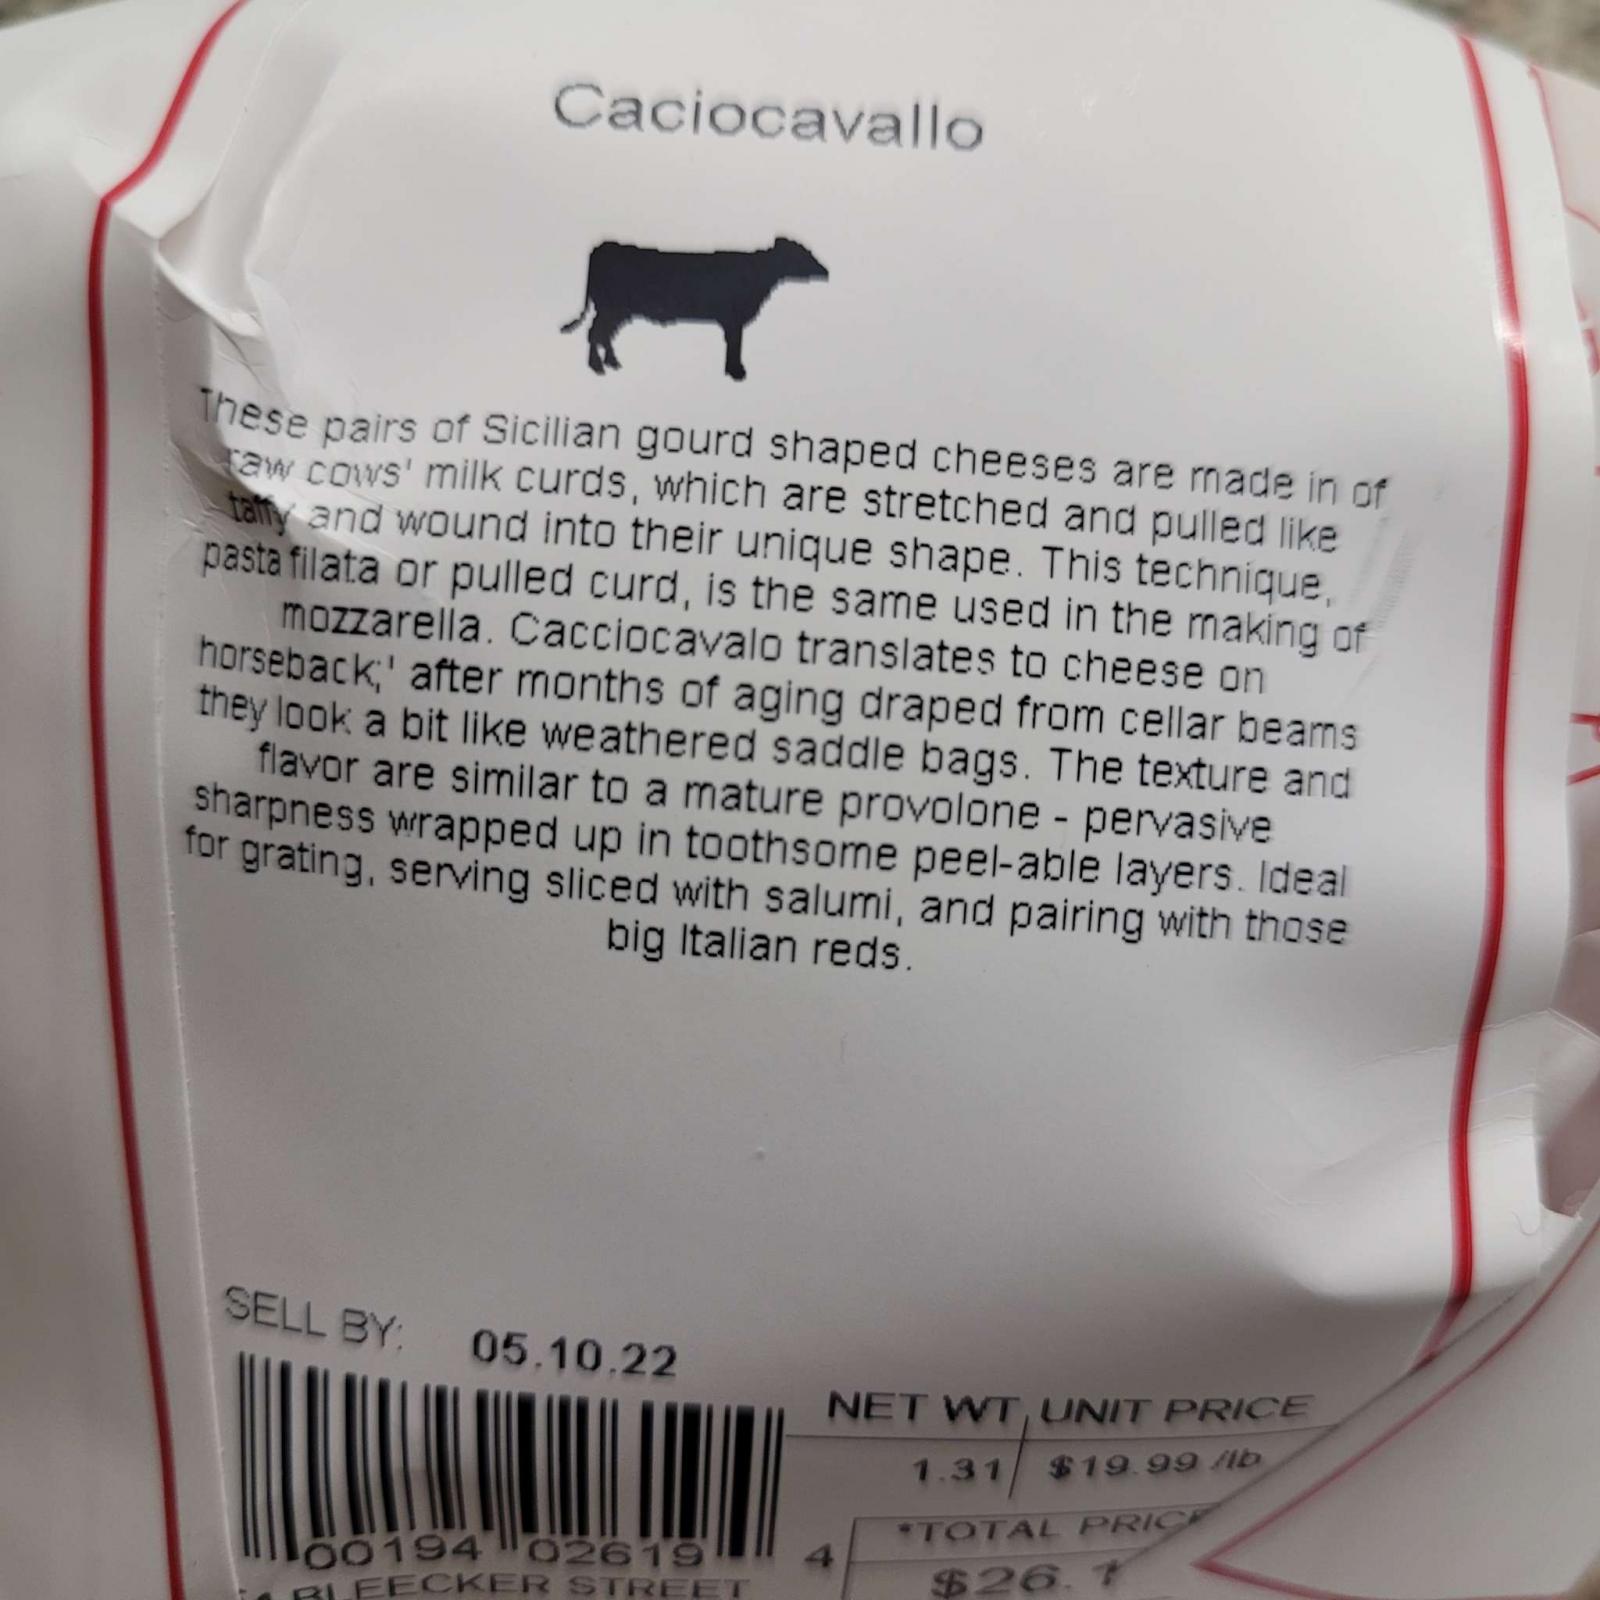 Caciocavallo
These pairs of Sicilian gourd shaped cheeses are made in of
raw cows' milk curds, which are stretched and pulled like
taffy and wound into their unique shape. This technique,
pasta filata or pulled curd, is the same used in the making of
mozzarella. Cacciocavalo translates to cheese on
horseback;' after months of aging draped from cellar beams
they look a bit like weathered saddle bags. The texture and
flavor are similar to a mature provolone - pervasive
sharpness wrapped up in toothsome peel-able layers. Ideal
for grating, serving sliced with salumi, and pairing with those
big Italian reds.
SELL BY: 05.10.22
NET WT UNIT PRICE
1.31 $19.99 /lb
00194 02619 4
*TOTAL PRIC
$26.1
BLEECKER STREET